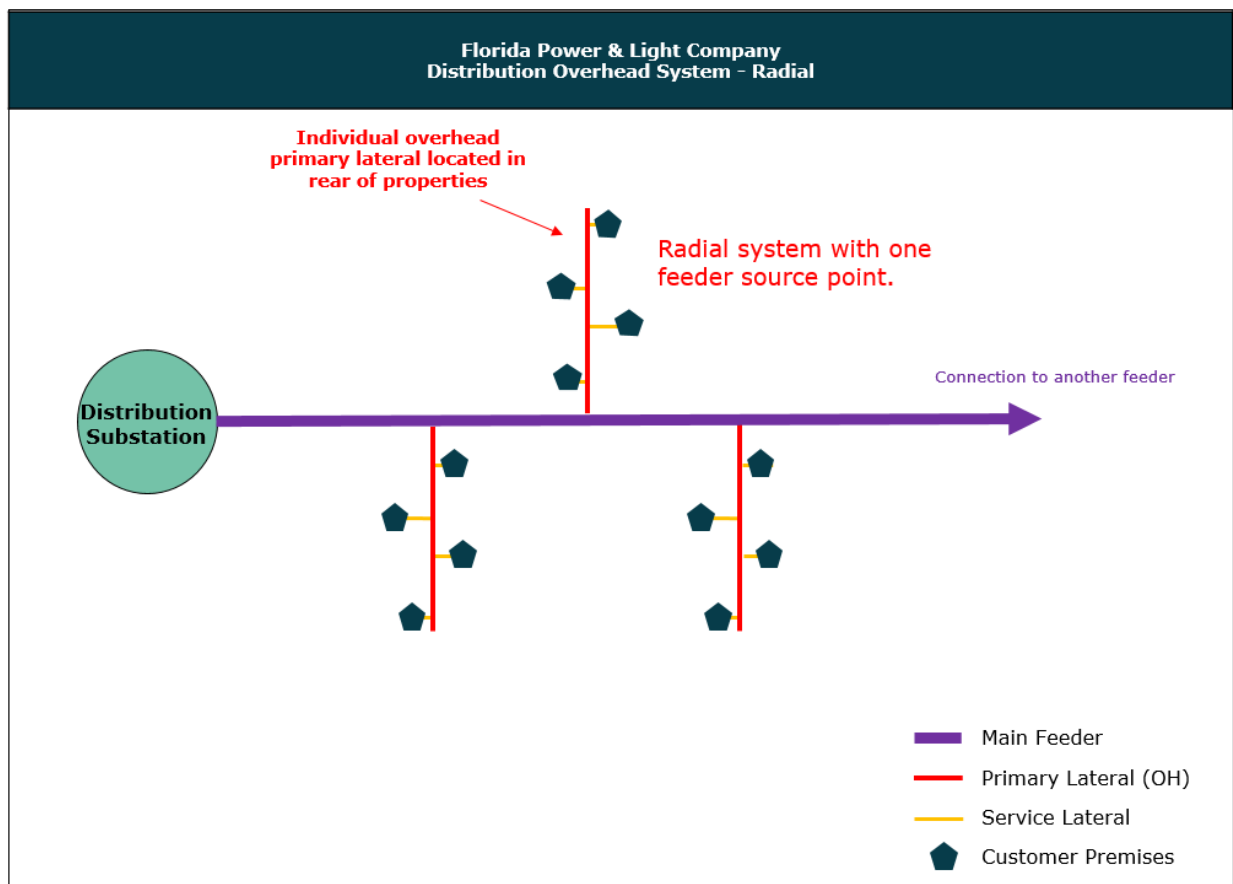 Florida Power & Light Company
Distribution Overhead System - Radial
Individual overhead
primary lateral located in
rear of properties
Radial system with one
feeder source point.
Connection to another feeder
Distribution
Substation
Main Feeder
Primary Lateral (OH)
Service Lateral
Customer Premises